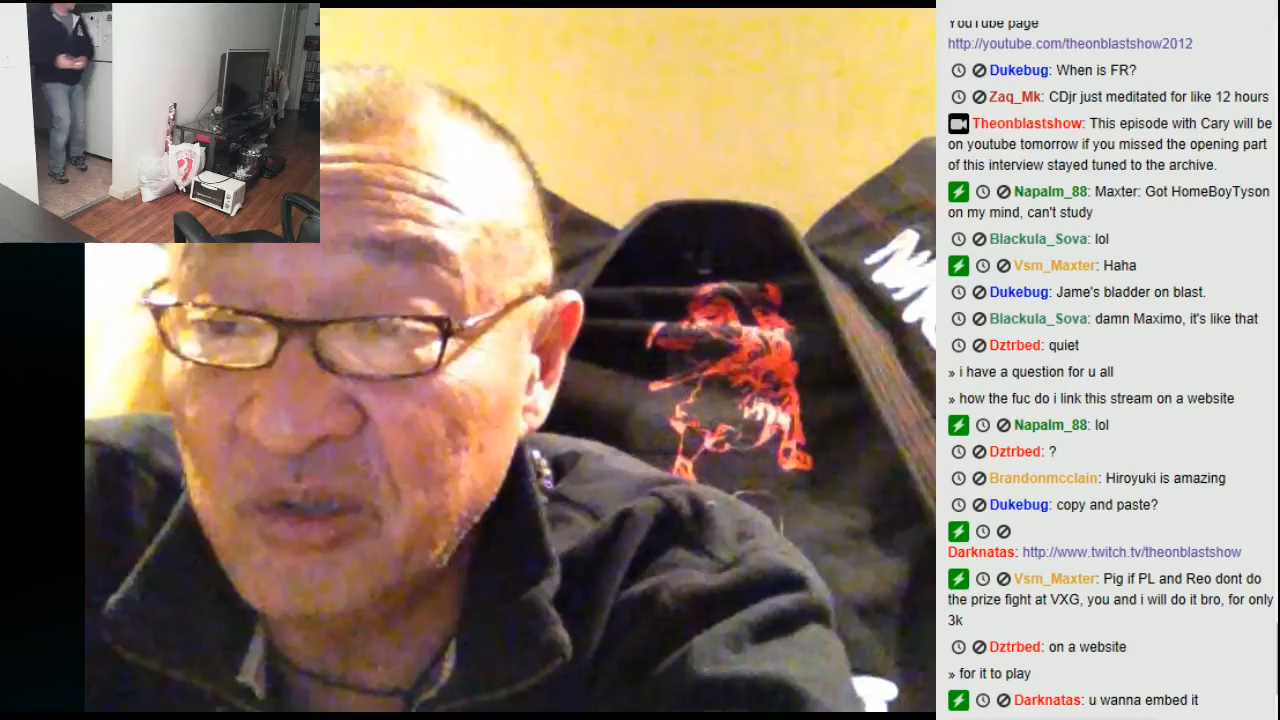 YouTube page
http://youtube.com/theonblastshow2012
Dukebug: When is FR?
Zaq_Mk: CDjr just meditated for like 12 hours
Theonblastshow: This episode with Cary will be
on youtube tomorrow if you missed the opening part
of this interview stayed tuned to the archive.
Napalm_88: Maxter: Got HomeBoyTyson
on my mind, can't study
Blackula_Sova: lol
Vsm_Maxter: Haha
Dukebug: Jame's bladder on blast.
Blackula_Sova: damn Maximo, it's like that
Dztrbed: quiet
» i have a question for u all
» how the fuc do i link this stream on a website
Napalm_88: lol
Dztrbed: ?
Brandonmcclain: Hiroyuki is amazing
Dukebug: copy and paste?
Darknatas: http://www.twitch.tv/theonblastshow
Vsm_Maxter: Pig if PL and Reo dont do
the prize fight at VXG, you and i will do it bro, for only
3k
Dztrbed: on a website
» for it to play
Darknatas: u wanna embed it